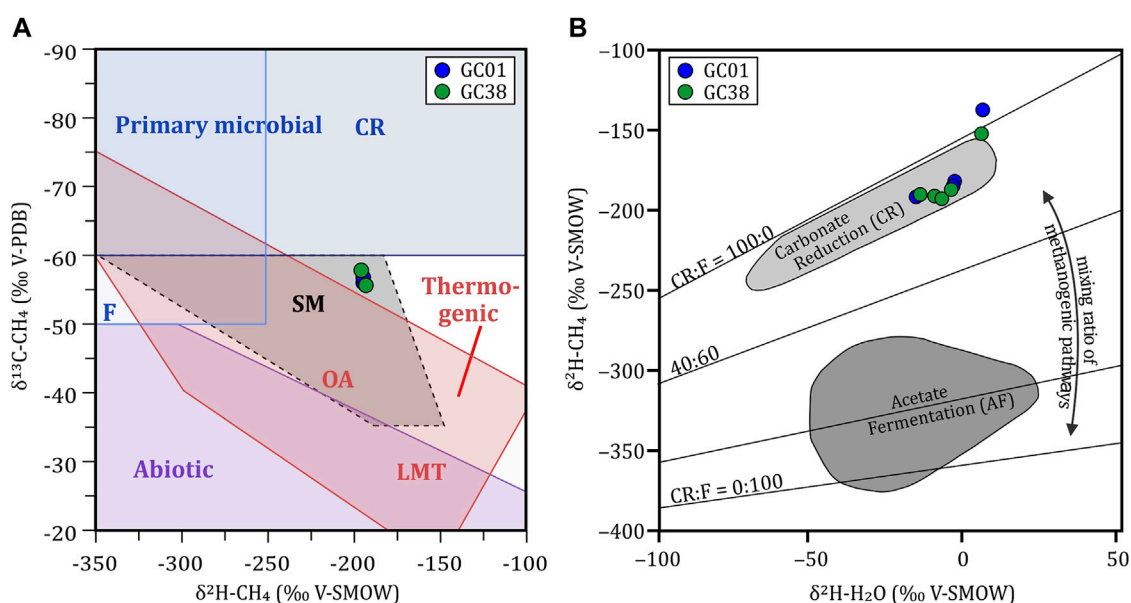 A
-90
-80
-70
-60
-50
-40
-30
-20
δ¹³C-CH₄ (‰ V-PDB)
-350
-300
-250
-200
-150
-100
δ²H-CH₄ (‰ V-SMOW)
GC01
GC38
Primary microbial
CR
F
SM
Thermo-
genic
OA
LMT
Abiotic
B
−100
−150
−200
−250
−300
−350
−400
δ²H-CH₄ (‰ V-SMOW)
−100
−50
0
50
δ²H-H₂O (‰ V-SMOW)
GC01
GC38
CR:F = 100:0
Carbonate
Reduction (CR)
40:60
mixing ratio of
methanogenic pathways
Acetate
Fermentation (AF)
CR:F = 0:100